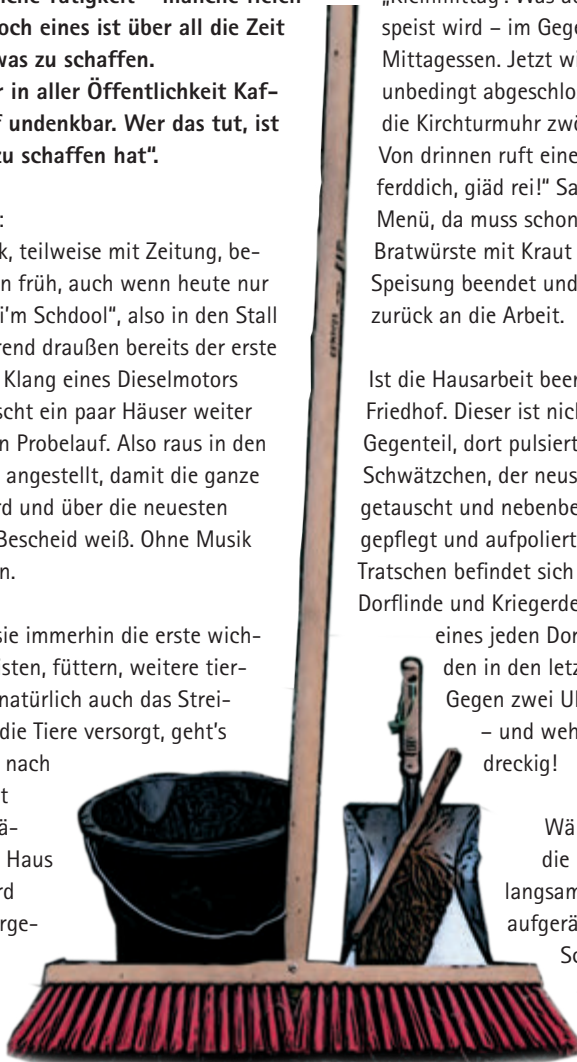 liche Tätigkeit – manche fielen
och eines ist über all die Zeit
was zu schaffen.
r in aller Öffentlichkeit Kaf-
f undenkbar. Wer das tut, ist
zu schaffen hat“.
:
k, teilweise mit Zeitung, be-
n früh, auch wenn heute nur
i'm Schdool“, also in den Stall
rend draußen bereits der erste
Klang eines Dieselmotors
scht ein paar Häuser weiter
n Probelauf. Also raus in den
angestellt, damit die ganze
rd und über die neuesten
Bescheid weiß. Ohne Musik
n.
sie immerhin die erste wich-
isten, füttern, weitere tier-
natürlich auch das Strei-
die Tiere versorgt, geht's
nach
t
ä-
Haus
rd
rge-
speist wird – im Gege
Mittagessen. Jetzt wi
unbedingt abgeschlo
die Kirchturmuhr zwö
Von drinnen ruft eine
ferddich, giäd rei!“ Sa
Menü, da muss schon
Bratwürste mit Kraut
Speisung beendet und
zurück an die Arbeit.
Ist die Hausarbeit beer
Friedhof. Dieser ist nich
Gegenteil, dort pulsiert
Schwätzchen, der neus
getauscht und nebenbe
gepflegt und aufpoliert
Tratschen befindet sich
Dorflinde und Kriegerde
eines jeden Dor
den in den letz
Gegen zwei Ul
– und weh
dreckig!
Wä
die
langsam
aufgerä
So